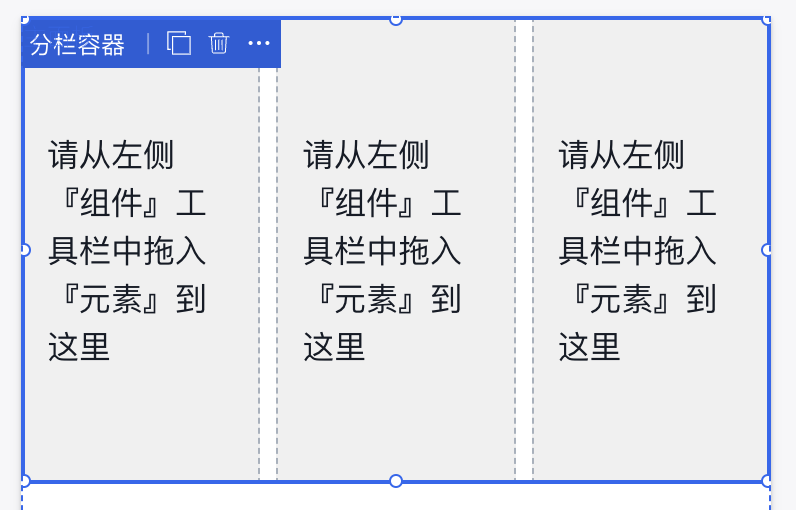 分栏容器
请从左侧
『组件』工
具栏中拖入
『元素』到
这里
请从左侧
『组件』工
具栏中拖入
『元素』到
这里
请从左侧
『组件』工
具栏中拖入
『元素』到
这里